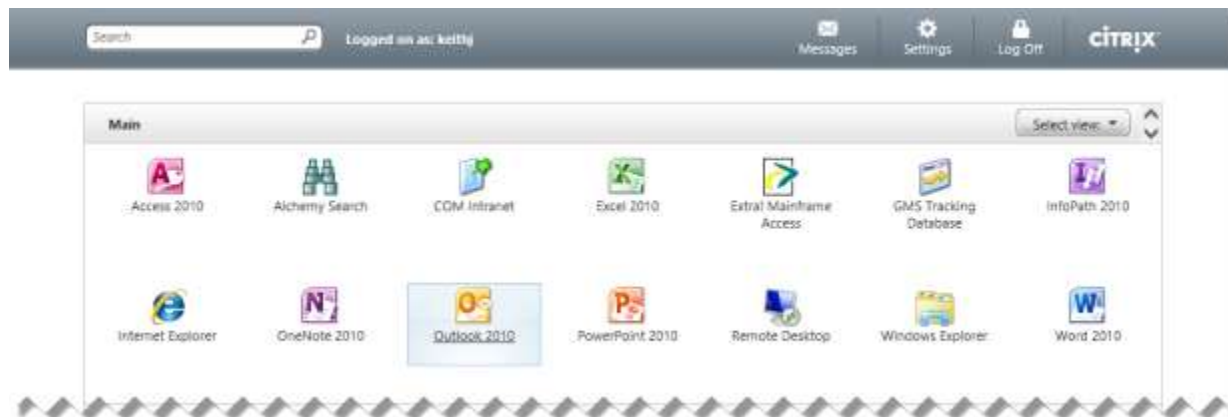 Search
Logged on as: keithj
Messages
Settings
Log Off
CITRIX
Main
Select view:
Access 2010
Alchemy Search
COM Intranet
Excel 2010
Extra! Mainframe
Access
GMS Tracking
Database
InfoPath 2010
Internet Explorer
OneNote 2010
Outlook 2010
PowerPoint 2010
Remote Desktop
Windows Explorer
Word 2010